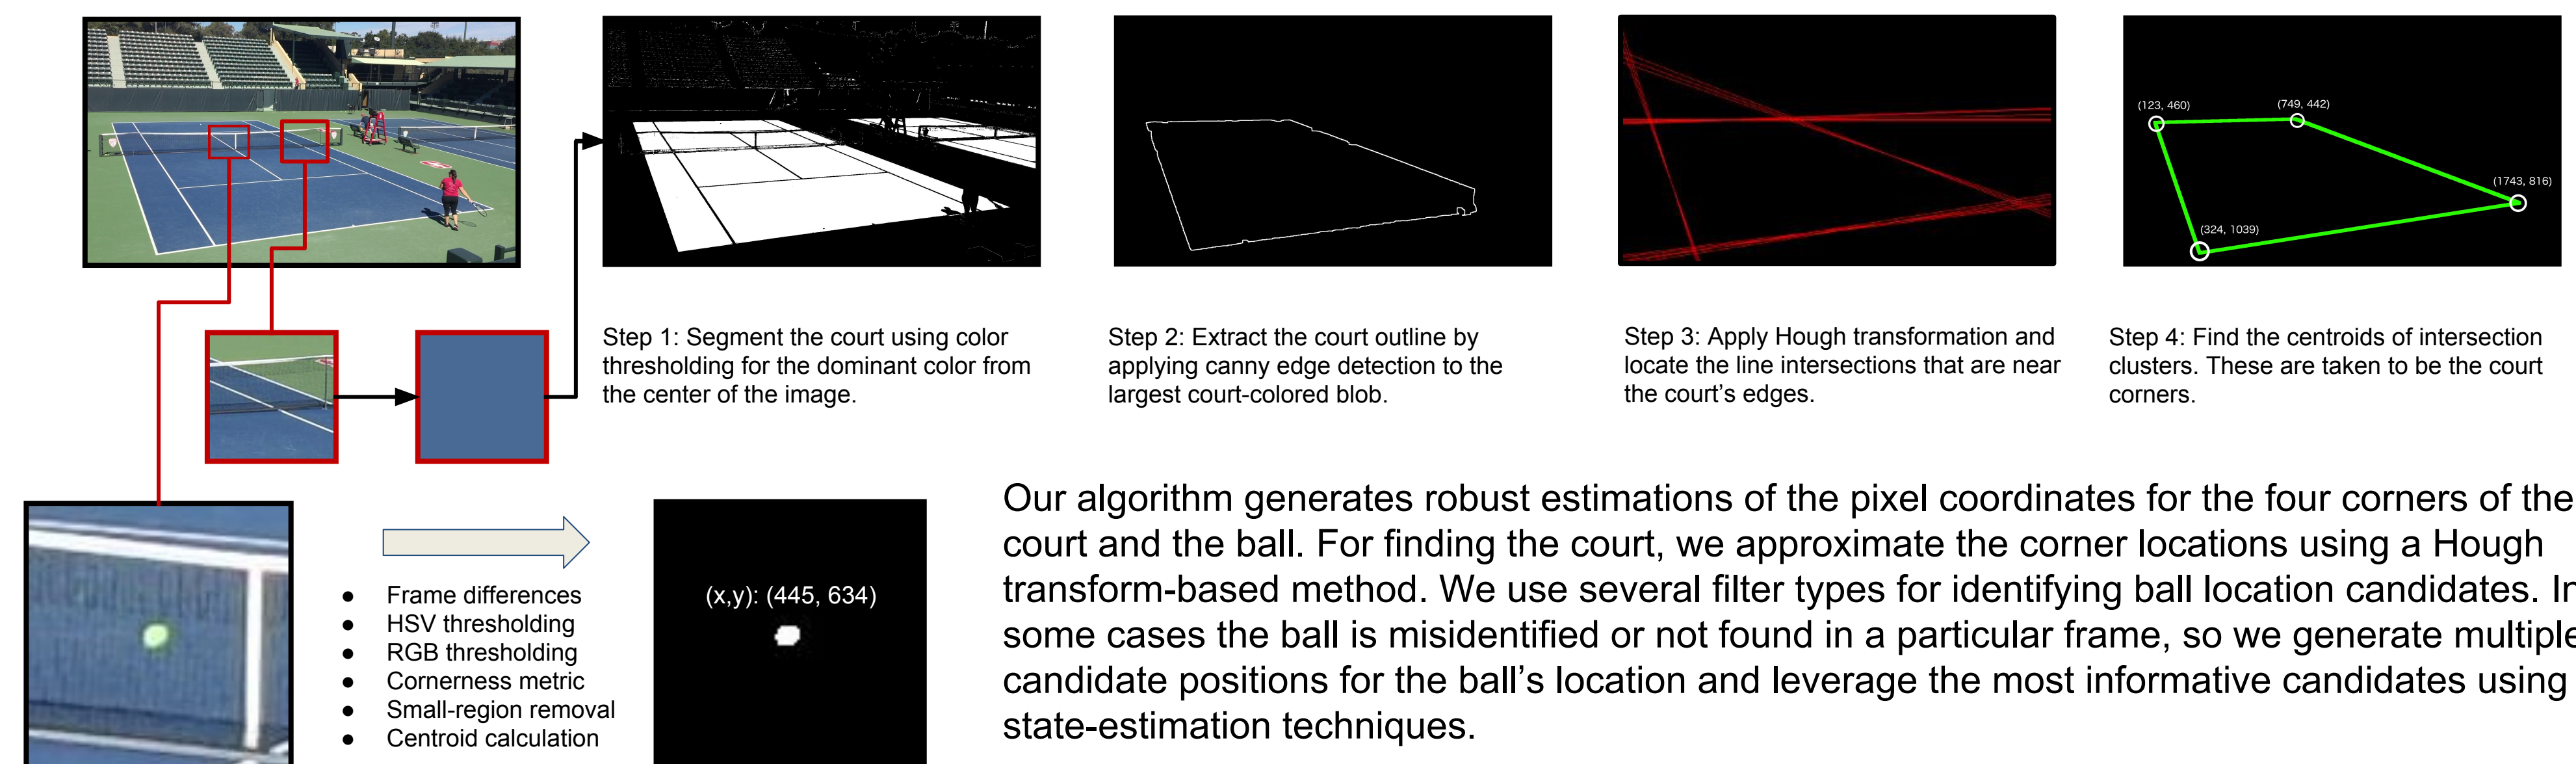 (123, 460)
(749, 442)
(1743, 816)
(324, 1039)
Step 1: Segment the court using color
thresholding for the dominant color from
the center of the image.
Step 2: Extract the court outline by
applying canny edge detection to the
largest court-colored blob.
Step 3: Apply Hough transformation and
locate the line intersections that are near
the court's edges.
Step 4: Find the centroids of intersection
clusters. These are taken to be the court
corners.
● Frame differences
● HSV thresholding
● RGB thresholding
● Cornerness metric
● Small-region removal
● Centroid calculation
(x,y): (445, 634)
Our algorithm generates robust estimations of the pixel coordinates for the four corners of the
court and the ball. For finding the court, we approximate the corner locations using a Hough
transform-based method. We use several filter types for identifying ball location candidates. In
some cases the ball is misidentified or not found in a particular frame, so we generate multiple
candidate positions for the ball's location and leverage the most informative candidates using
state-estimation techniques.